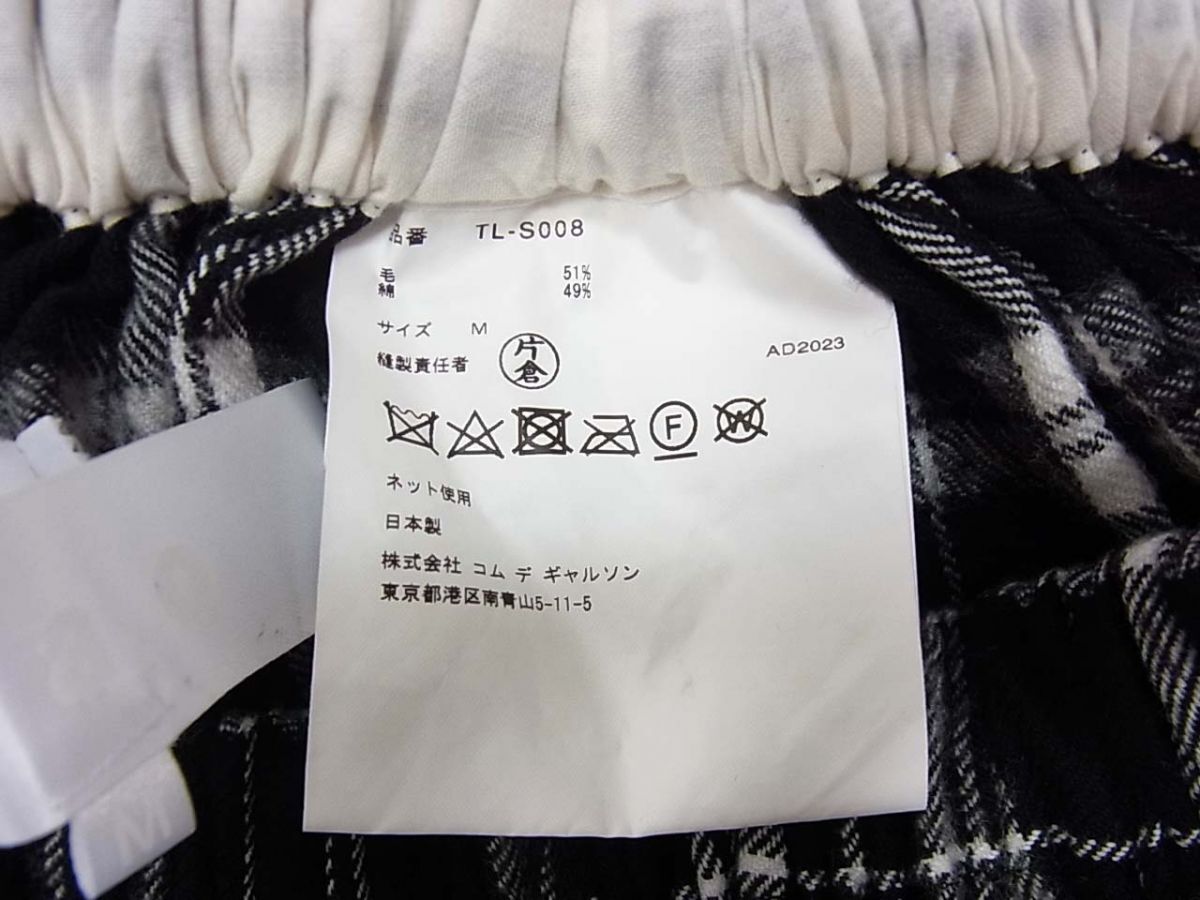 品番 TL-S008
毛 51%
綿 49%
サイズ M
縫製責任者 片倉
AD2023
F
W
ネット使用
日本製
株式会社 コム デ ギャルソン
東京都港区南青山5-11-5
M